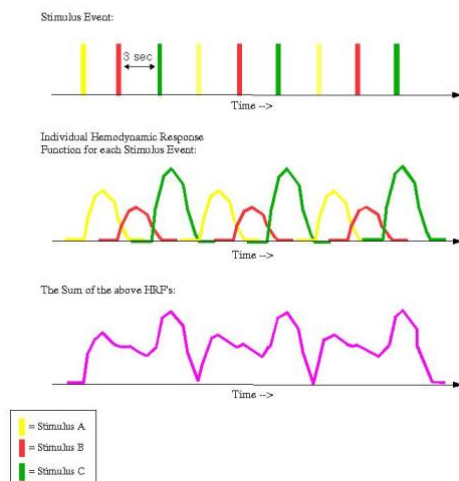 Stimulus Event:
3 sec
Time -->
Individual Hemodynamic Response
Function for each Stimulus Event:
Time -->
The Sum of the above HRF's:
Time -->
= Stimulus A
= Stimulus B
= Stimulus C